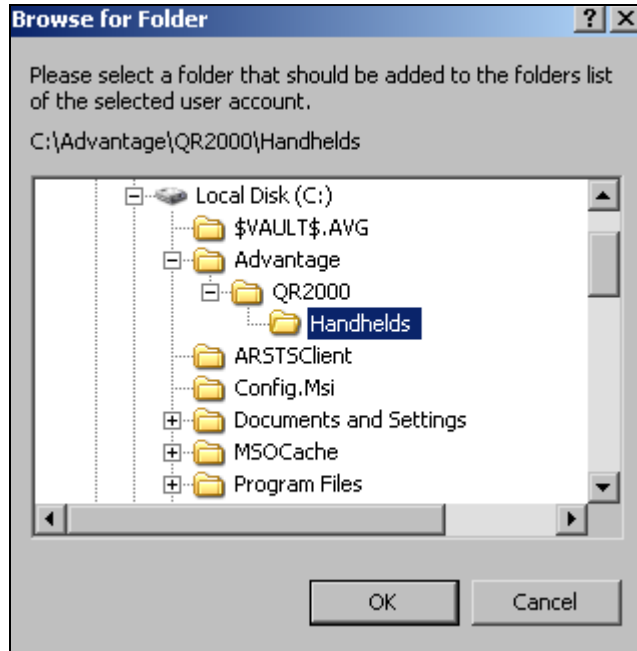 Browse for Folder
Please select a folder that should be added to the folders list
of the selected user account.
C:\Advantage\QR2000\Handhelds
Local Disk (C:)
$VAULT$.AVG
Advantage
QR2000
Handhelds
ARSTSClient
Config.Msi
Documents and Settings
MSOCache
Program Files
OK Cancel